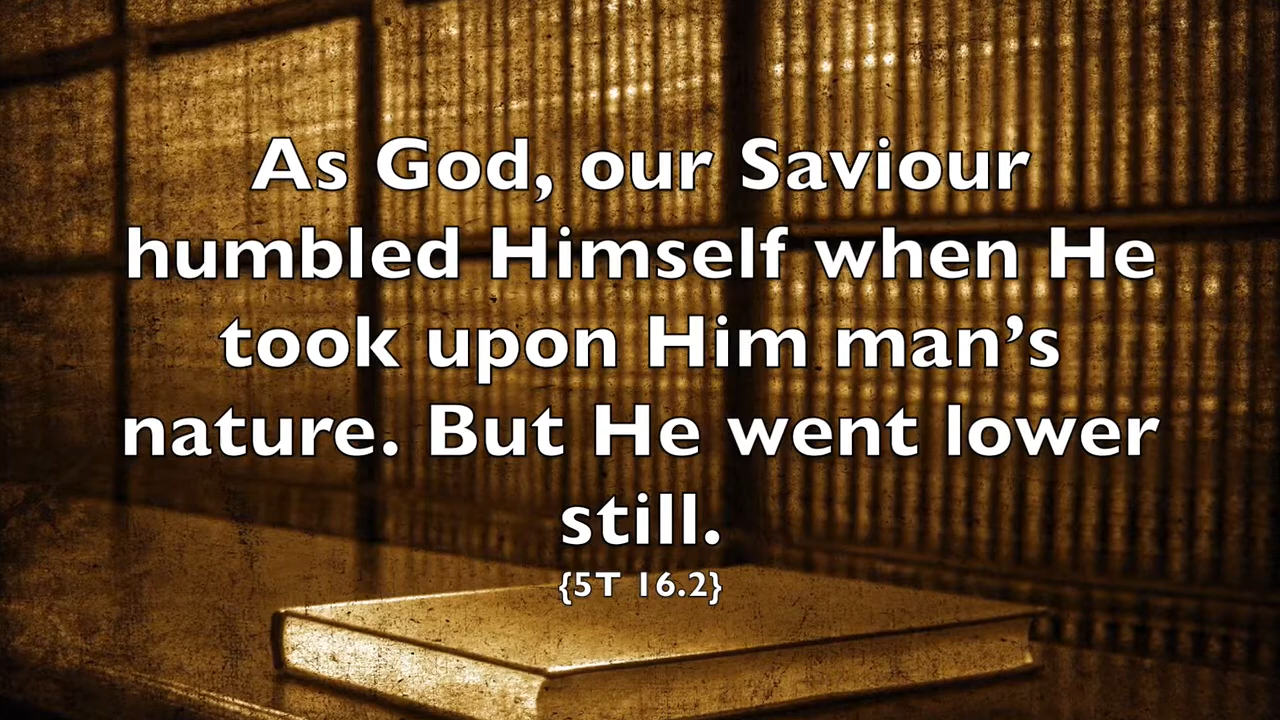 As God, our Saviour
humbled Himself when He
took upon Him man’s
nature. But He went lower
still.
{5T 16.2}